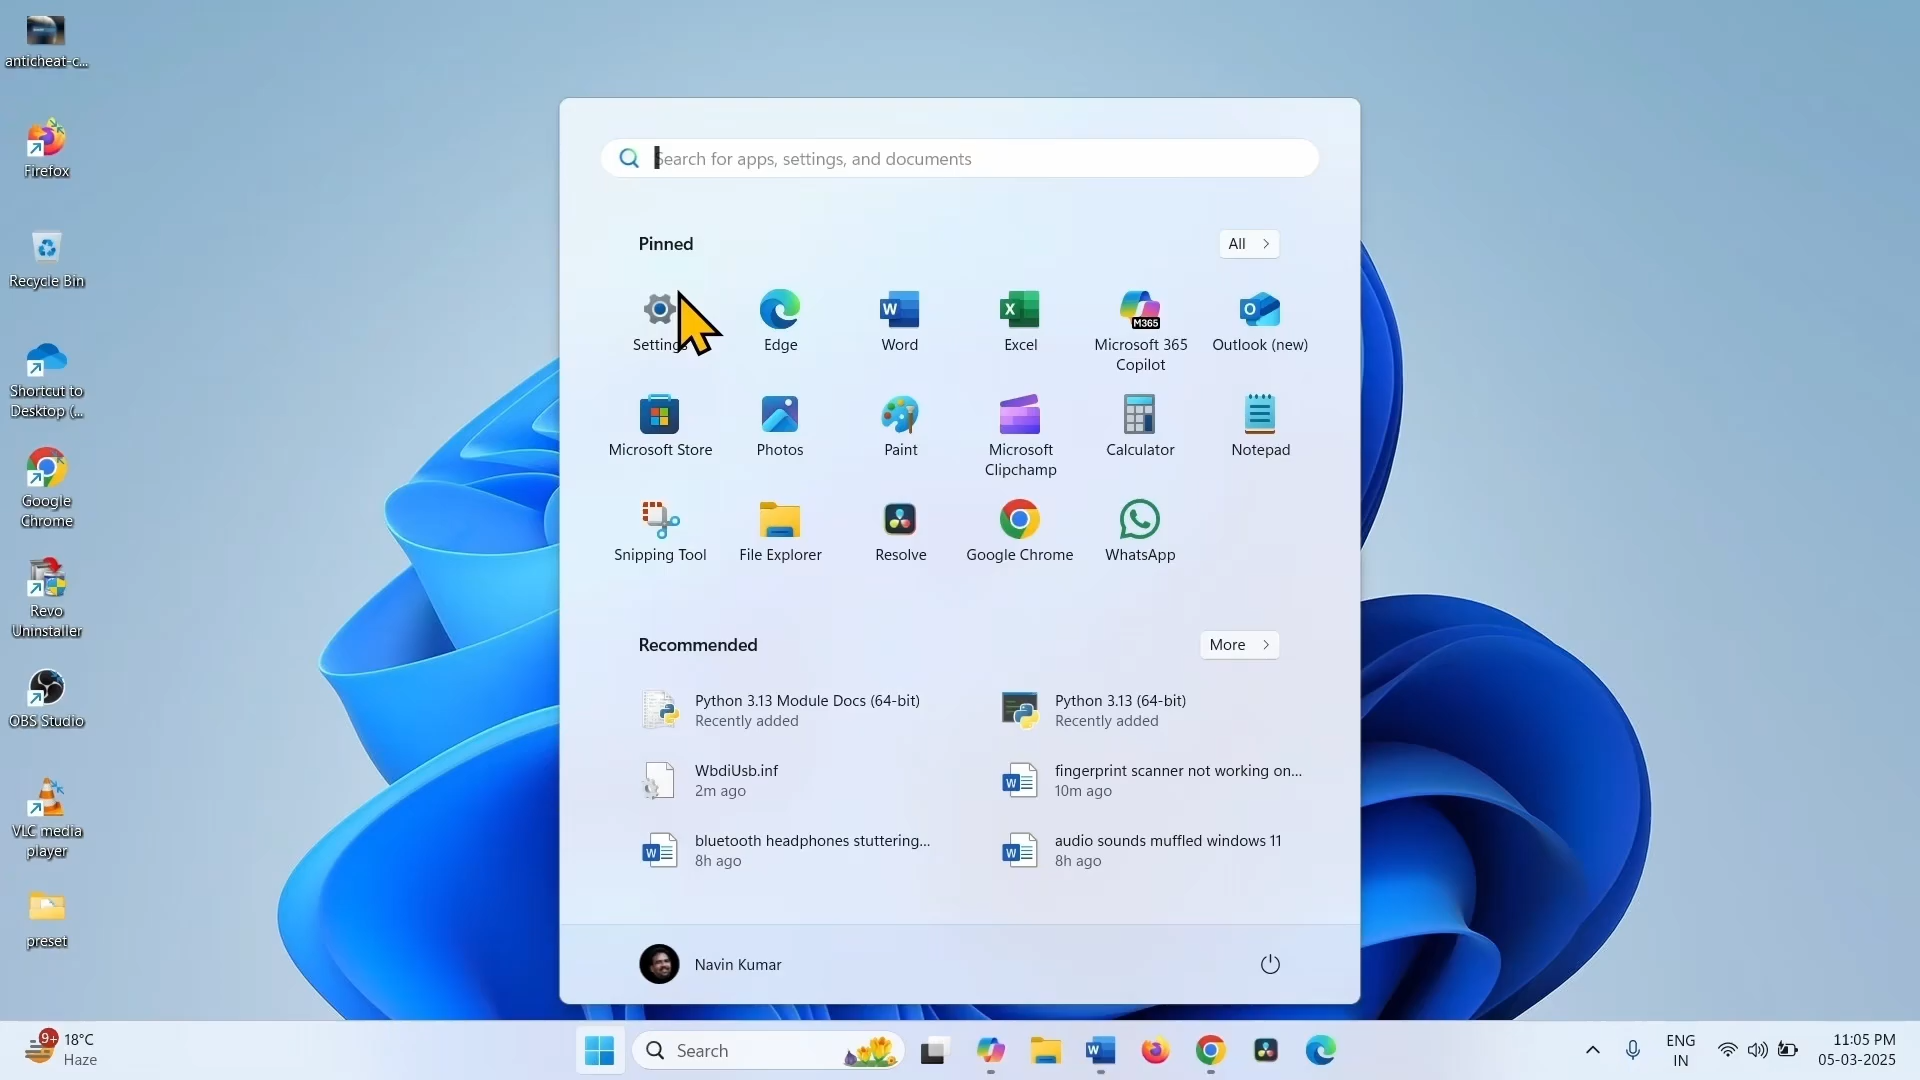 anticheat-c...
Firefox
Recycle Bin
Shortcut to
Desktop (...
Google
Chrome
Revo
Uninstaller
OBS Studio
VLC media
player
preset
Search for apps, settings, and documents
Pinned
All
Settings
Edge
Word
Excel
M365
Microsoft 365
Copilot
Outlook (new)
Microsoft Store
Photos
Paint
Microsoft
Clipchamp
Calculator
Notepad
Snipping Tool
File Explorer
Resolve
Google Chrome
WhatsApp
Recommended
More
Python 3.13 Module Docs (64-bit)
Recently added
Python 3.13 (64-bit)
Recently added
WbdiUsb.inf
2m ago
fingerprint scanner not working on...
10m ago
bluetooth headphones stuttering...
8h ago
audio sounds muffled windows 11
8h ago
Navin Kumar
9+
18°C
Haze
Search
ENG
IN
11:05 PM
05-03-2025